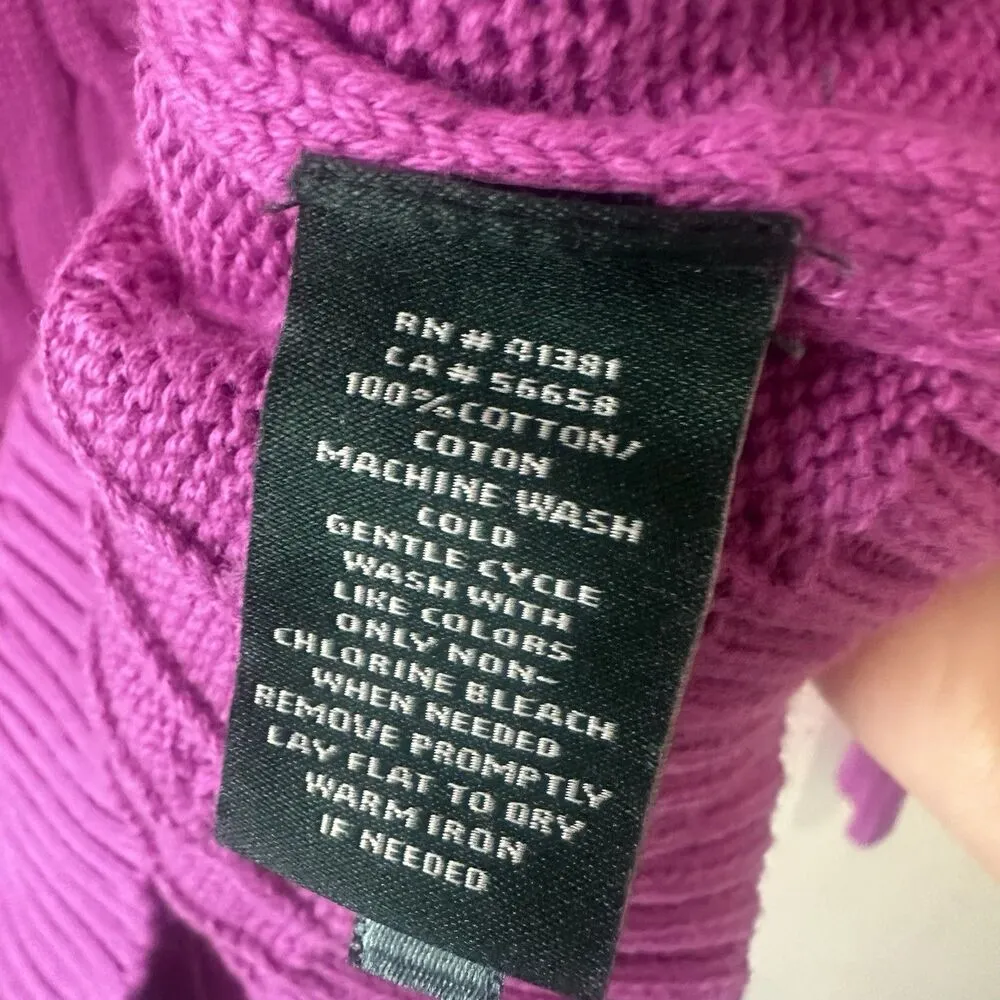 RN # 41381
CA # 56658
100%COTTON/
COTON
MACHINE WASH
COLD
GENTLE CYCLE
WASH WITH
LIKE COLORS
ONLY NON-
CHLORINE BLEACH
WHEN NEEDED
REMOVE PROMPTLY
LAY FLAT TO DRY
WARM IRON
IF NEEDED